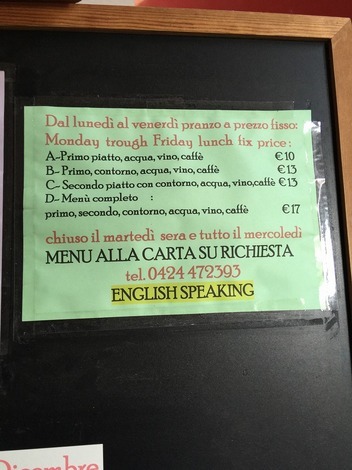 Dal lunedì al venerdì pranzo a prezzo fisso:
Monday trough Friday lunch fix price:
A-Primo piatto, acqua, vino, caffè €10
B- Primo, contorno, acqua, vino, caffè €13
C- Secondo piatto con contorno, acqua, vino,caffè €13
D- Menù completo :
primo, secondo, contorno, acqua, vino, caffè €17
chiuso il martedì sera e tutto il mercoledì
MENU ALLA CARTA SU RICHIESTA
tel. 0424 472393
ENGLISH SPEAKING
Dicembre